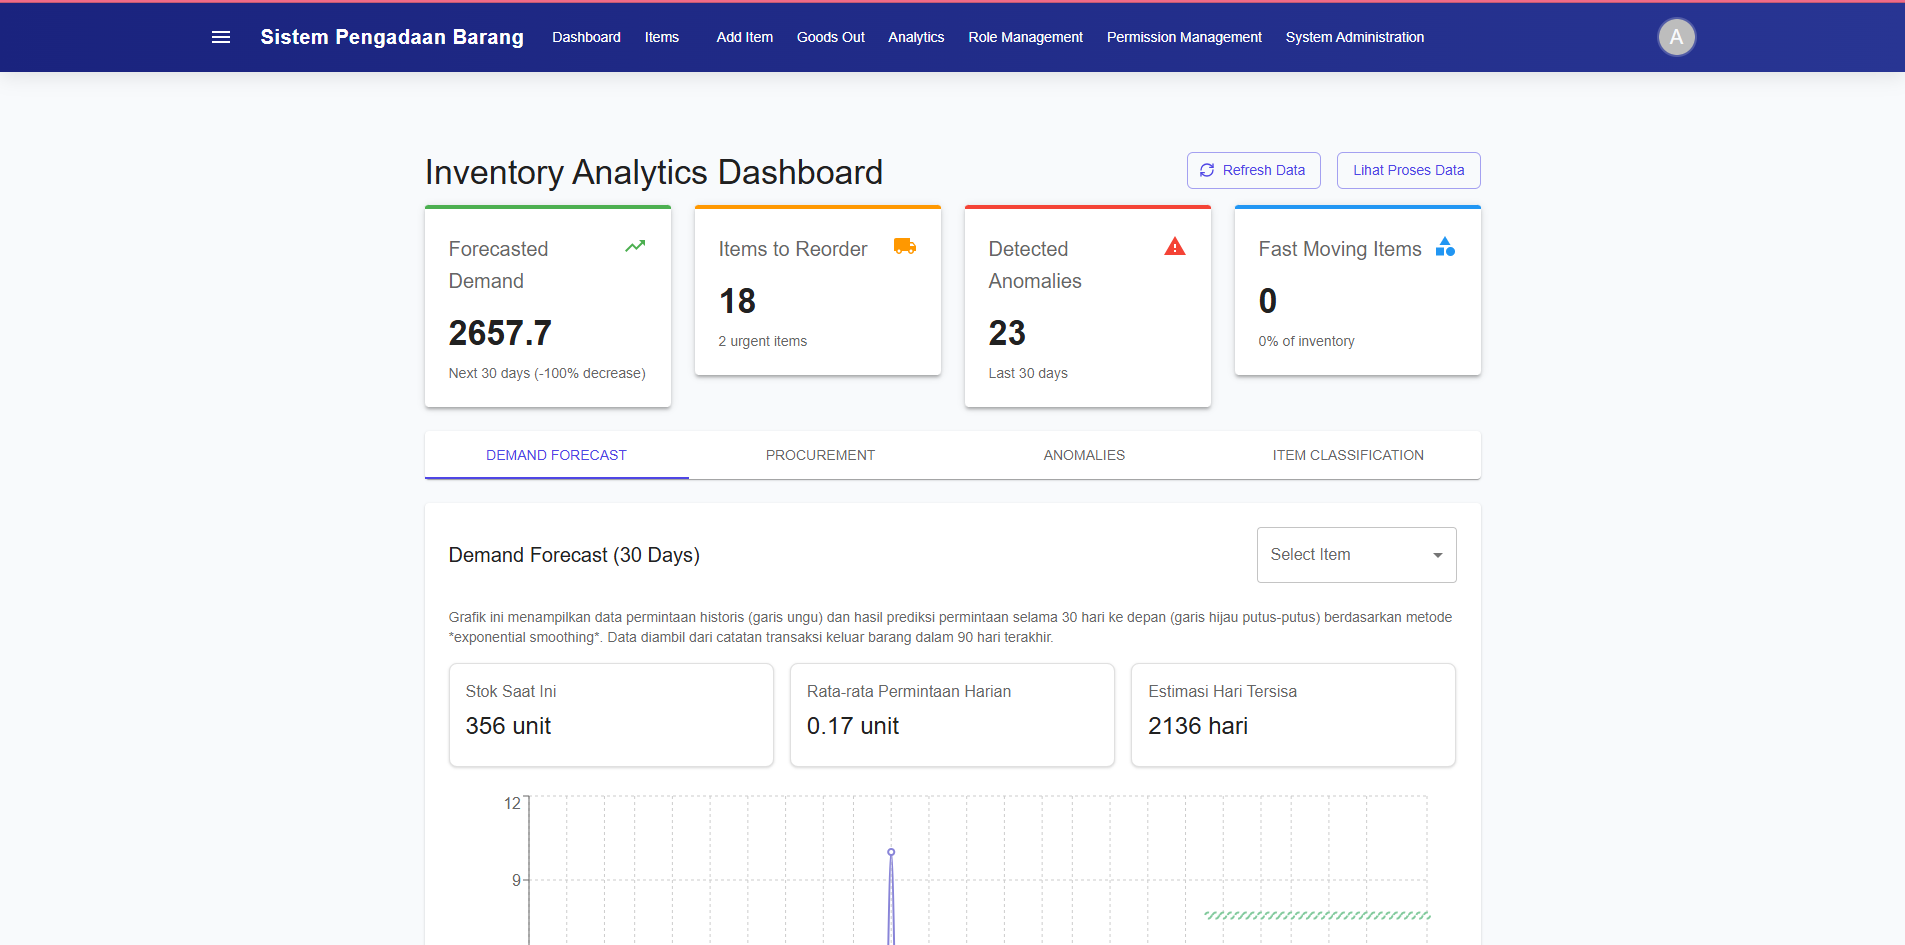 Sistem Pengadaan Barang Dashboard Items Add Item Goods Out Analytics Role Management Permission Management System Administration A
Inventory Analytics Dashboard Refresh Data Lihat Proses Data
Forecasted
Demand
2657.7
Next 30 days (-100% decrease)
Items to Reorder
18
2 urgent items
Detected
Anomalies
23
Last 30 days
Fast Moving Items
0
0% of inventory
DEMAND FORECAST PROCUREMENT ANOMALIES ITEM CLASSIFICATION
Demand Forecast (30 Days) Select Item
Grafik ini menampilkan data permintaan historis (garis ungu) dan hasil prediksi permintaan selama 30 hari ke depan (garis hijau putus-putus) berdasarkan metode
*exponential smoothing*. Data diambil dari catatan transaksi keluar barang dalam 90 hari terakhir.
Stok Saat Ini
356 unit
Rata-rata Permintaan Harian
0.17 unit
Estimasi Hari Tersisa
2136 hari
12
9